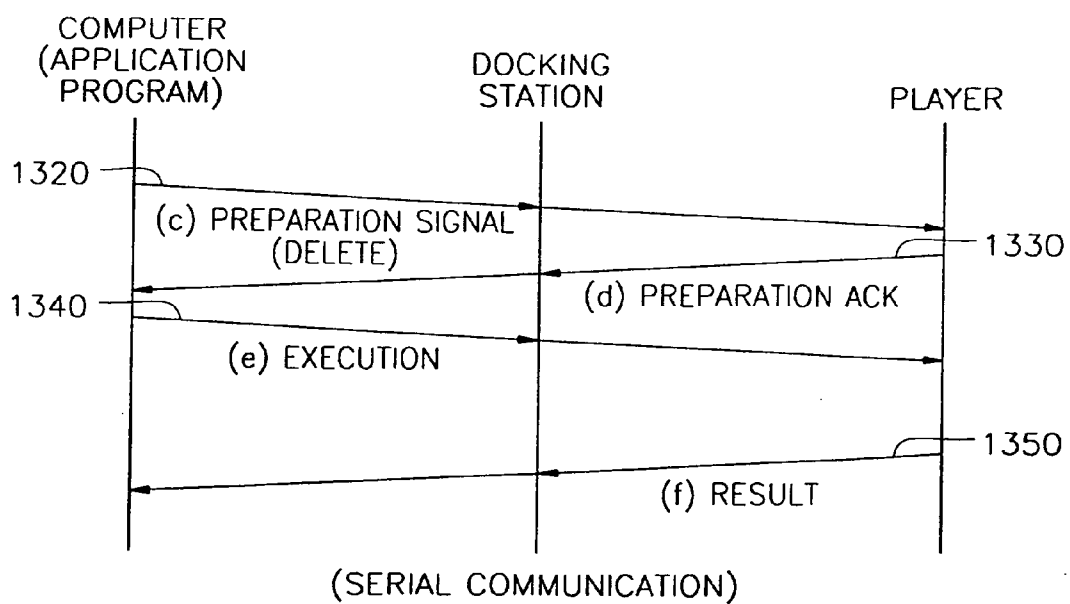 COMPUTER
(APPLICATION
PROGRAM)
DOCKING
STATION
PLAYER
1320
(c) PREPARATION SIGNAL
(DELETE)
1330
(d) PREPARATION ACK
1340
(e) EXECUTION
1350
(f) RESULT
(SERIAL COMMUNICATION)